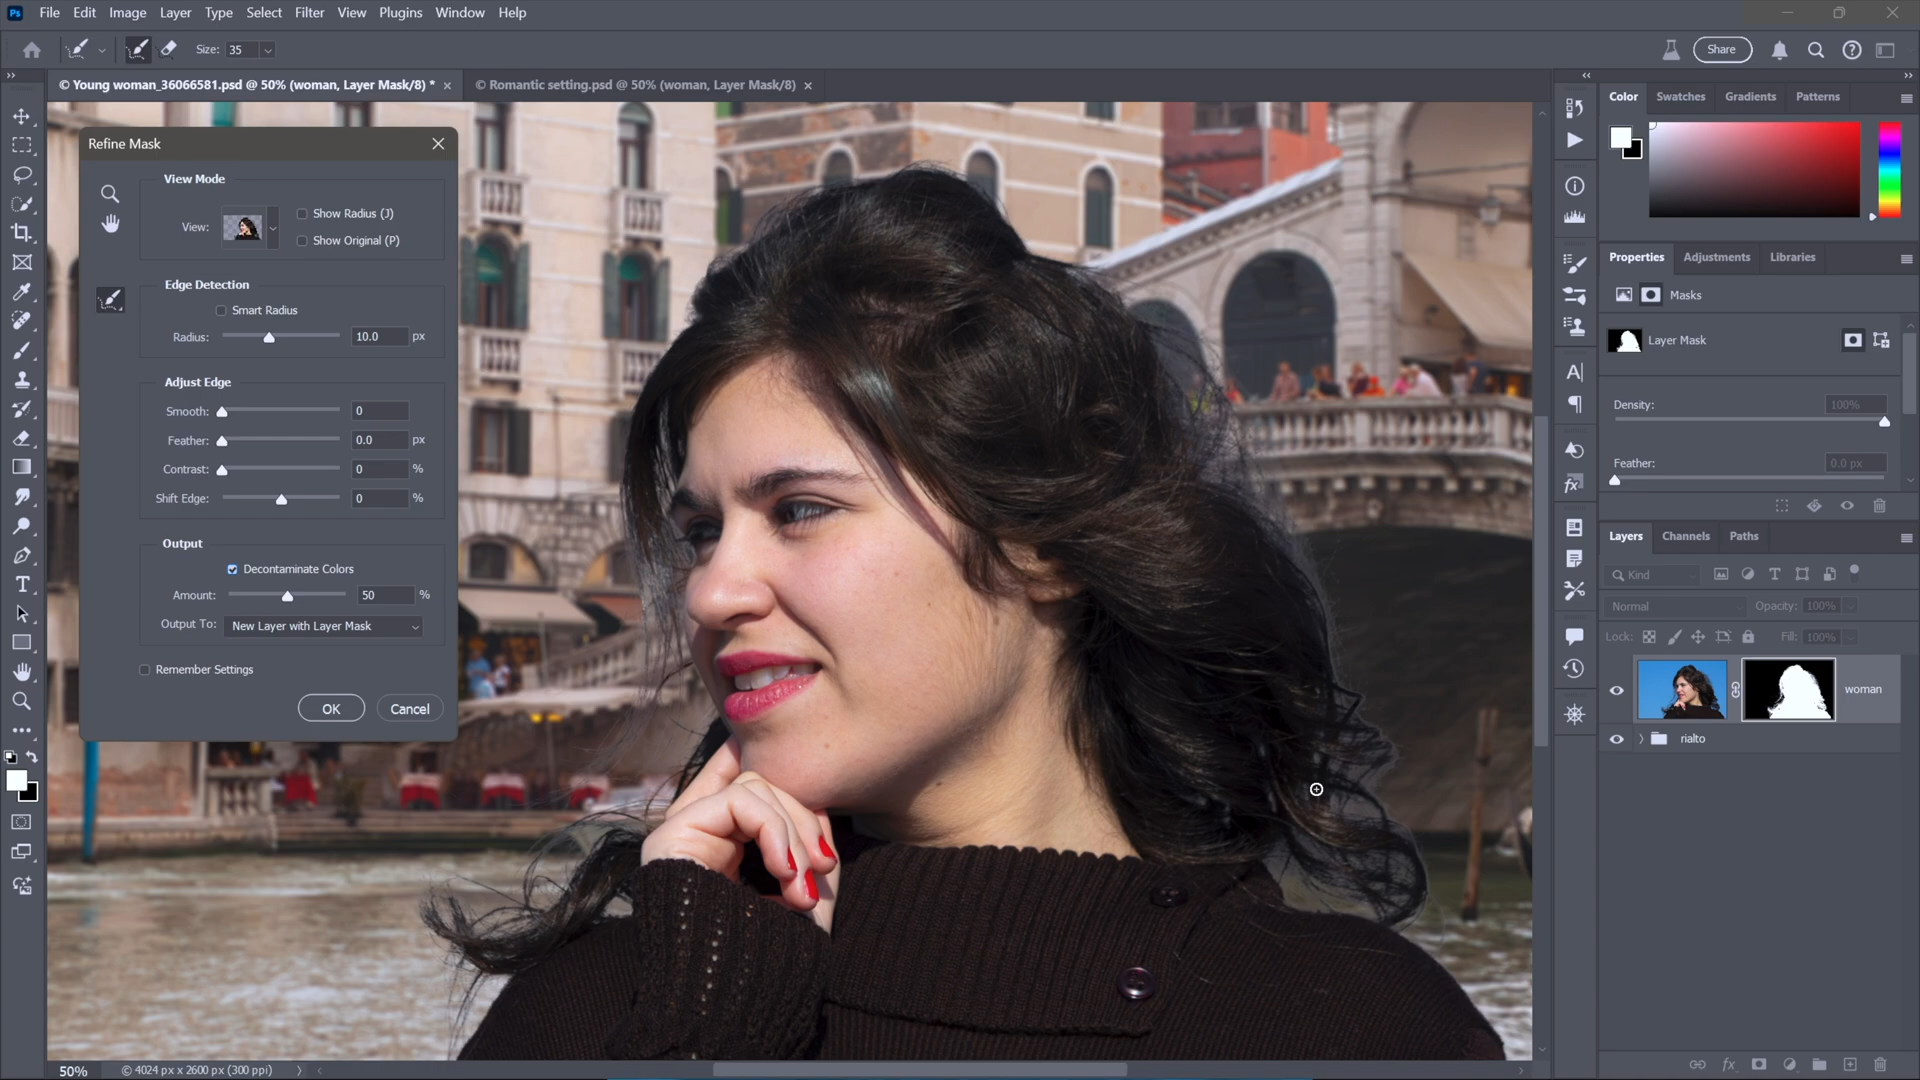 Ps File Edit Image Layer Type Select Filter View Plugins Window Help
Size: 35 Share
© Young woman_36066581.psd @ 50% (woman, Layer Mask/8) * × © Romantic setting.psd @ 50% (woman, Layer Mask/8) ×
Refine Mask
View Mode
View:
Show Radius (J)
Show Original (P)
Edge Detection
Smart Radius
Radius: 10.0 px
Adjust Edge
Smooth: 0
Feather: 0.0 px
Contrast: 0 %
Shift Edge: 0 %
Output
Decontaminate Colors
Amount: 50 %
Output To: New Layer with Layer Mask
Remember Settings
OK Cancel
Color Swatches Gradients Patterns
Properties Adjustments Libraries
Masks
Layer Mask
Density: 100%
Feather: 0.0 px
Layers Channels Paths
Kind
Normal Opacity: 100%
Lock: Fill: 100%
woman
rialto
50% © 4024 px x 2600 px (300 ppi)